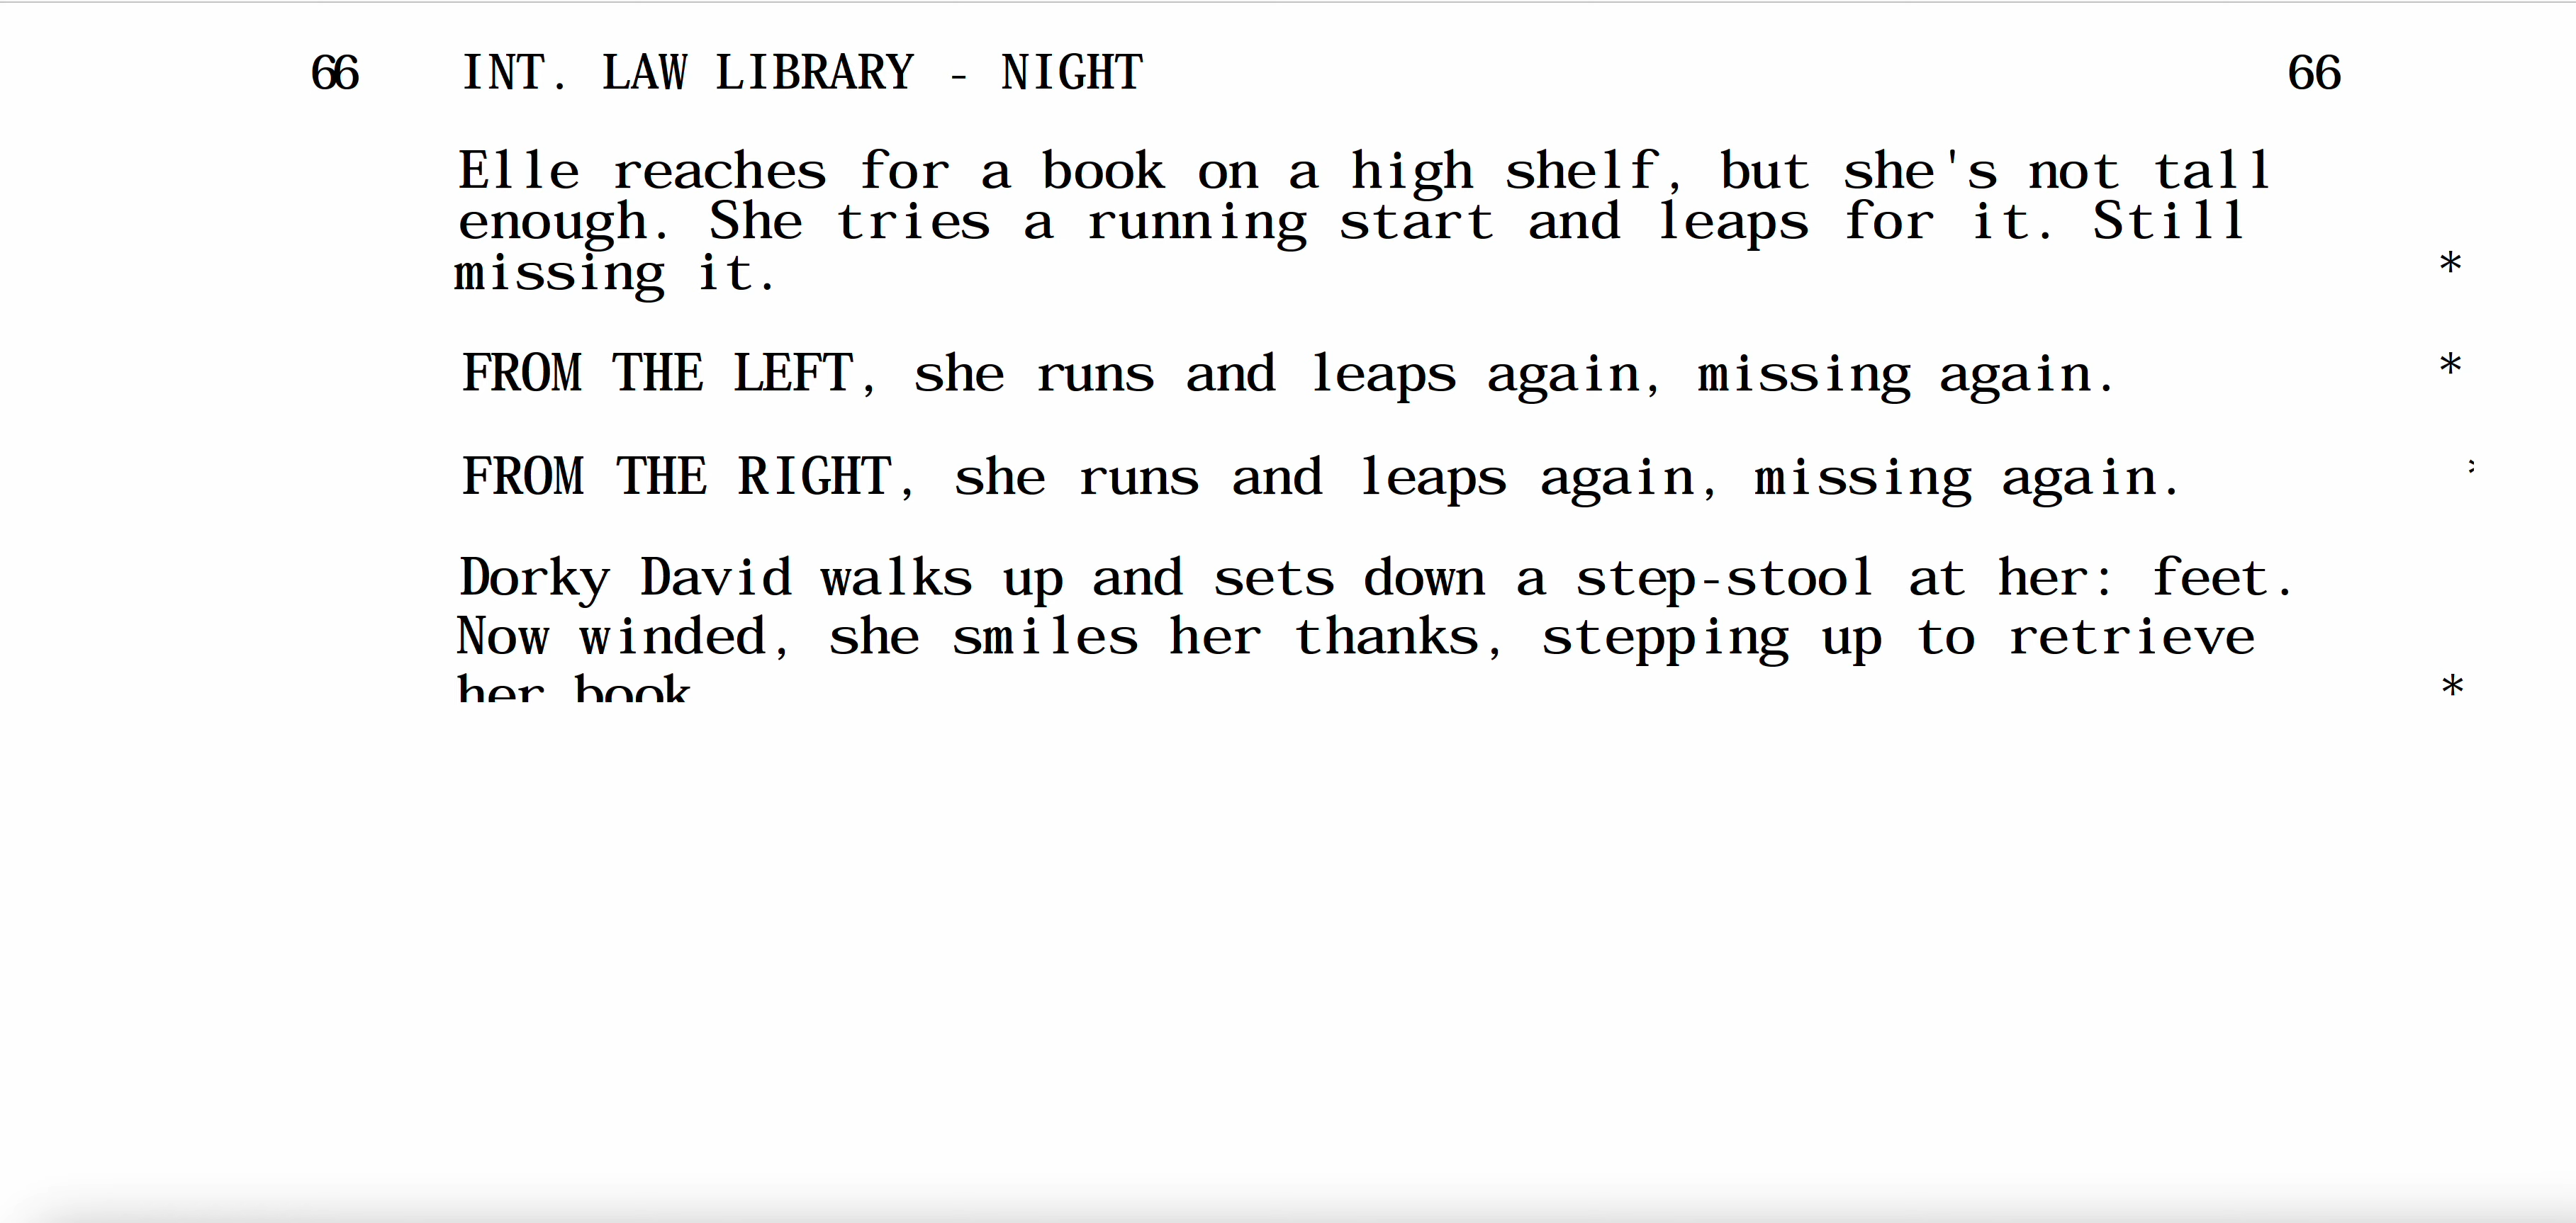 66 INT. LAW LIBRARY - NIGHT 66
Elle reaches for a book on a high shelf, but she's not tall
enough. She tries a running start and leaps for it. Still
missing it. *
FROM THE LEFT, she runs and leaps again, missing again. *
FROM THE RIGHT, she runs and leaps again, missing again. *
Dorky David walks up and sets down a step-stool at her: feet.
Now winded, she smiles her thanks, stepping up to retrieve
her book *